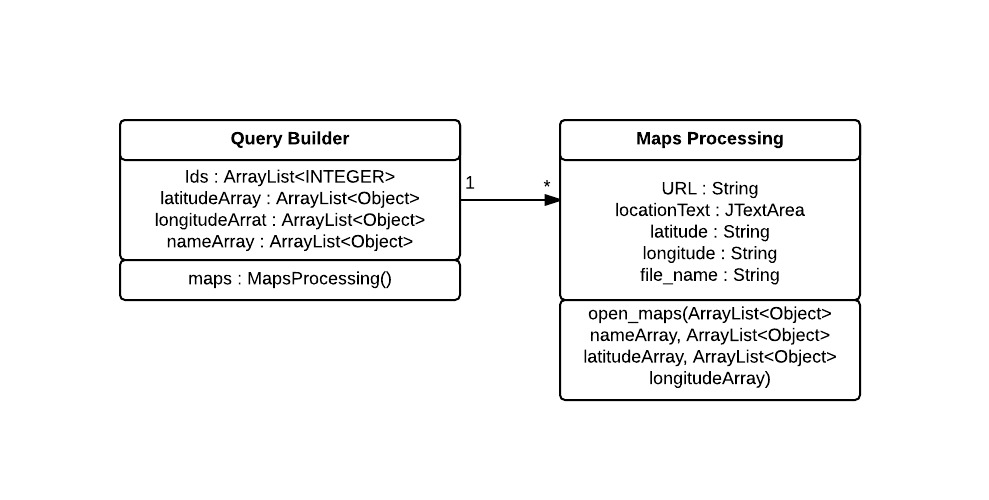 Query Builder
Ids : ArrayList<INTEGER>
latitudeArray : ArrayList<Object>
longitudeArrat : ArrayList<Object>
nameArray : ArrayList<Object>
maps : MapsProcessing()
1
*
Maps Processing
URL : String
locationText : JTextArea
latitude : String
longitude : String
file_name : String
open_maps(ArrayList<Object>
nameArray, ArrayList<Object>
latitudeArray, ArrayList<Object>
longitudeArray)